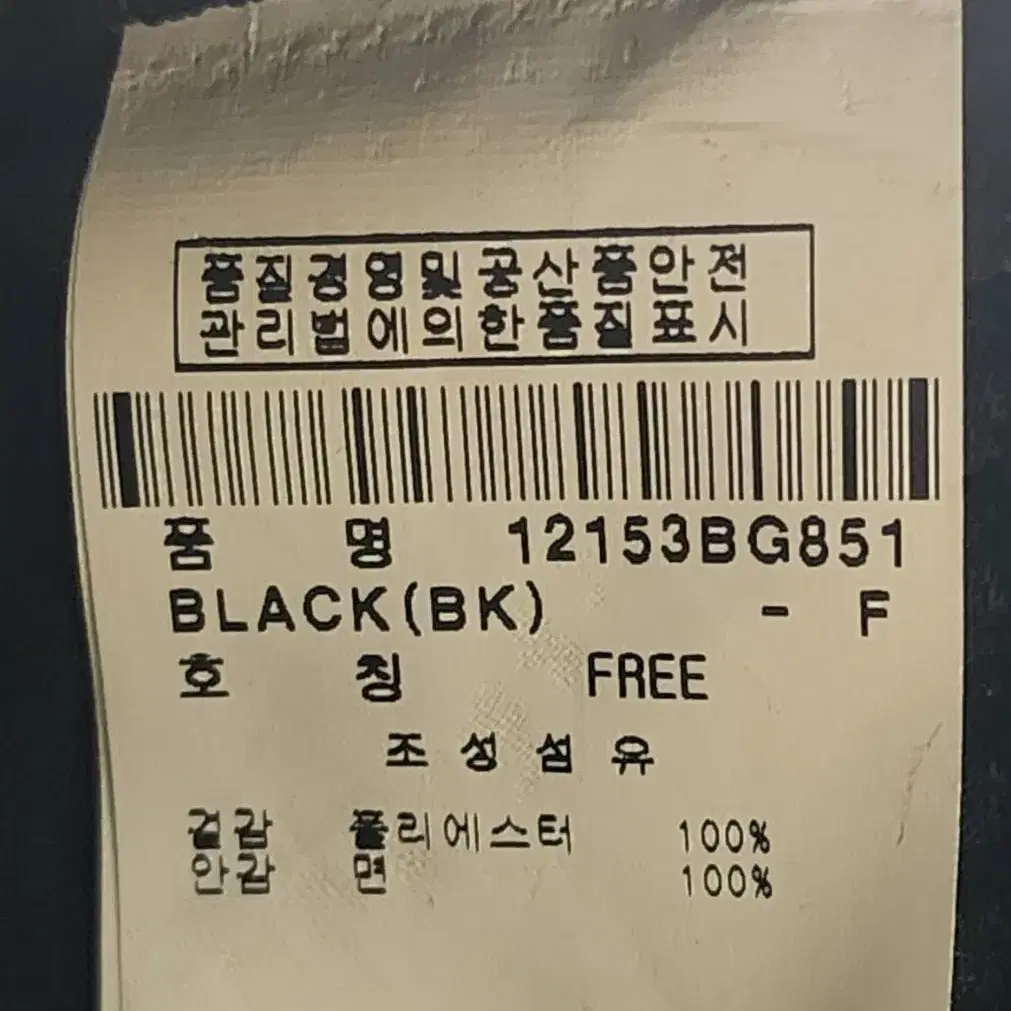 품질경영및공산품안전
관리법에의한품질표시
품 명 12153BG851
BLACK(BK) - F
호 칭 FREE
조성섬유
겉감 폴리에스터 100%
안감 면 100%